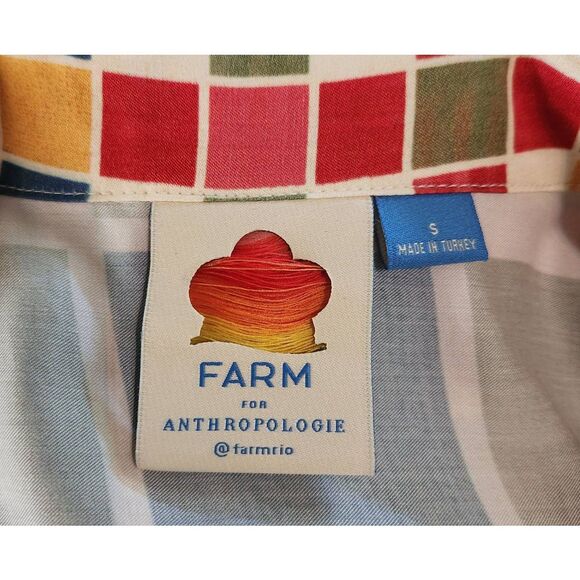 FARM
FOR
ANTHROPOLOGIE
@farmrio
S
MADE IN TURKEY